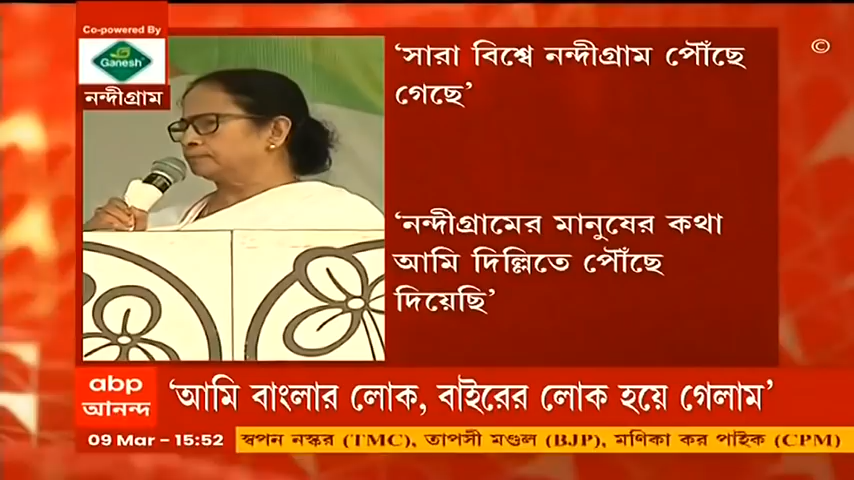 Co-powered By
Ganesh
নন্দীগ্রাম
©
‘সারা বিশ্বে নন্দীগ্রাম পৌঁছে
গেছে’
‘নন্দীগ্রামের মানুষের কথা
আমি দিল্লিতে পৌঁছে
দিয়েছি’
abp
আনন্দ
‘আমি বাংলার লোক, বাইরের লোক হয়ে গেলাম’
09 Mar - 15:52
স্বপন নস্কর (TMC), তাপসী মণ্ডল (BJP), মণিকা কর পাইক (CPM)